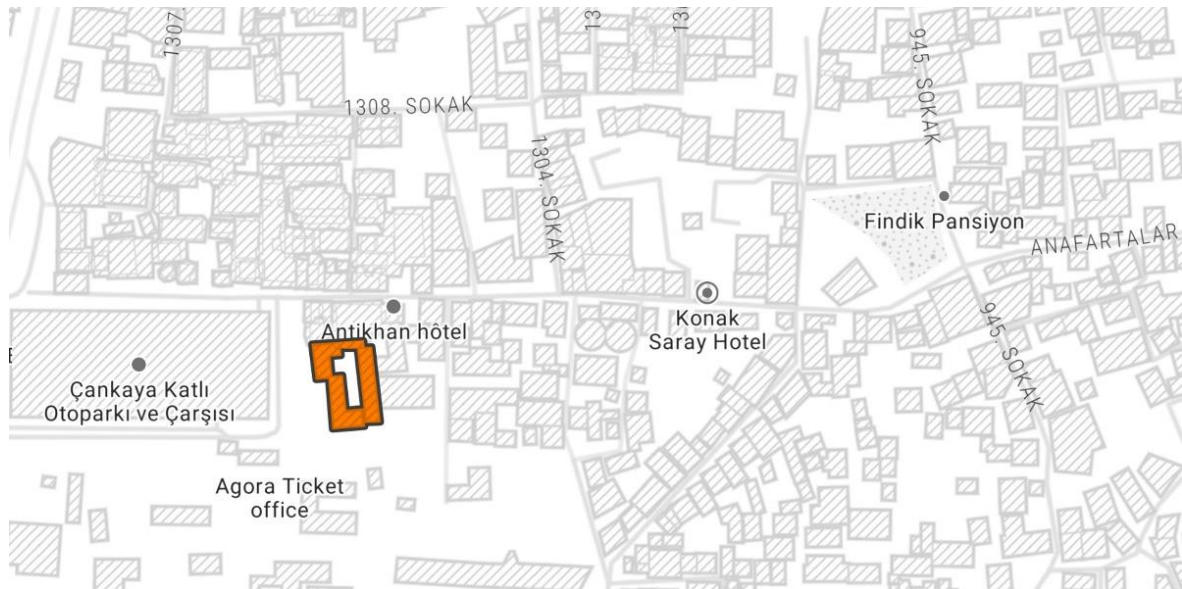 1307.
13
13
945. SOKAK
1308. SOKAK
1304. SOKAK
Findik Pansiyon
ANAFARTALAR
Antikhan hôtel
Konak
Saray Hotel
945. SOKAK
Çankaya Katlı
Otoparkı ve Çarşısı
Agora Ticket
office